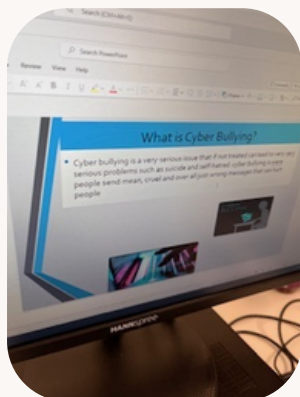 Search
Search PowerPoint
Review View Help
B I U
What is Cyber Bullying?
Cyber bullying is a very serious issue that if not treated can lead to very very
serious problems such as suicide and self-hatred. cyber bullying is
people send mean, cruel and over all just wrong messages that can hurt
people
HANNspree